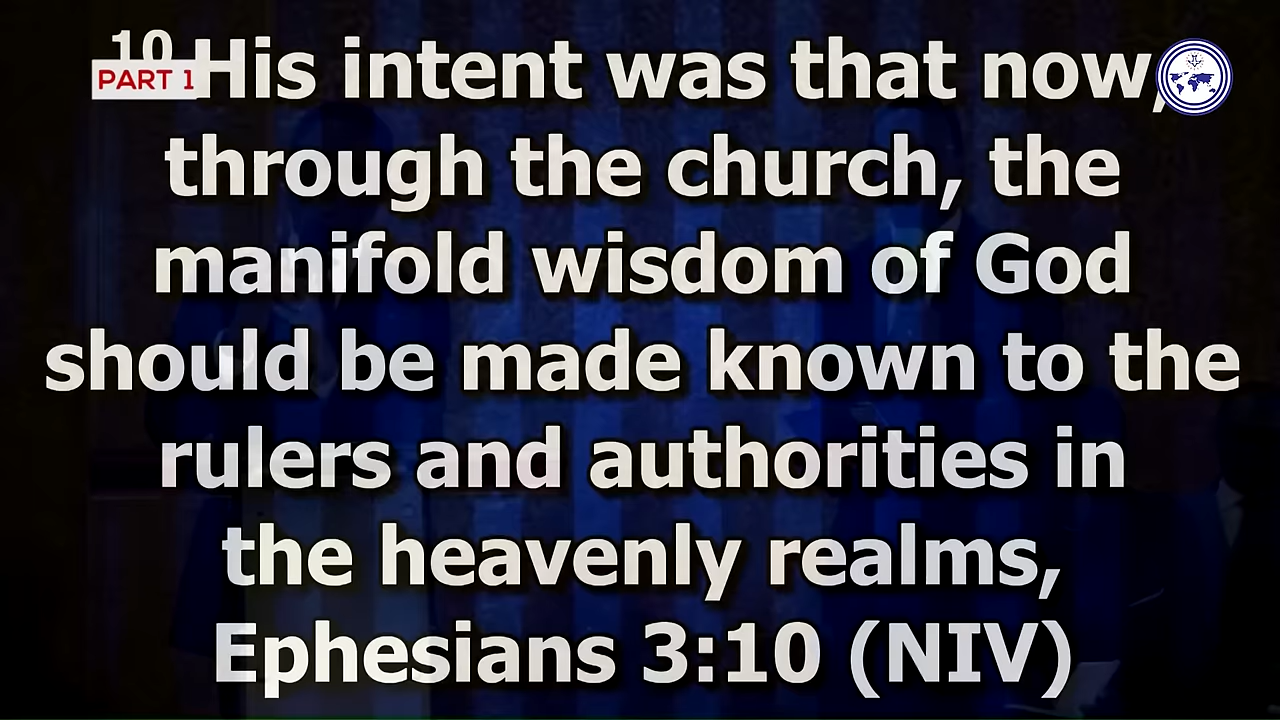 10 His intent was that now,
PART 1
through the church, the
manifold wisdom of God
should be made known to the
rulers and authorities in
the heavenly realms,
Ephesians 3:10 (NIV)